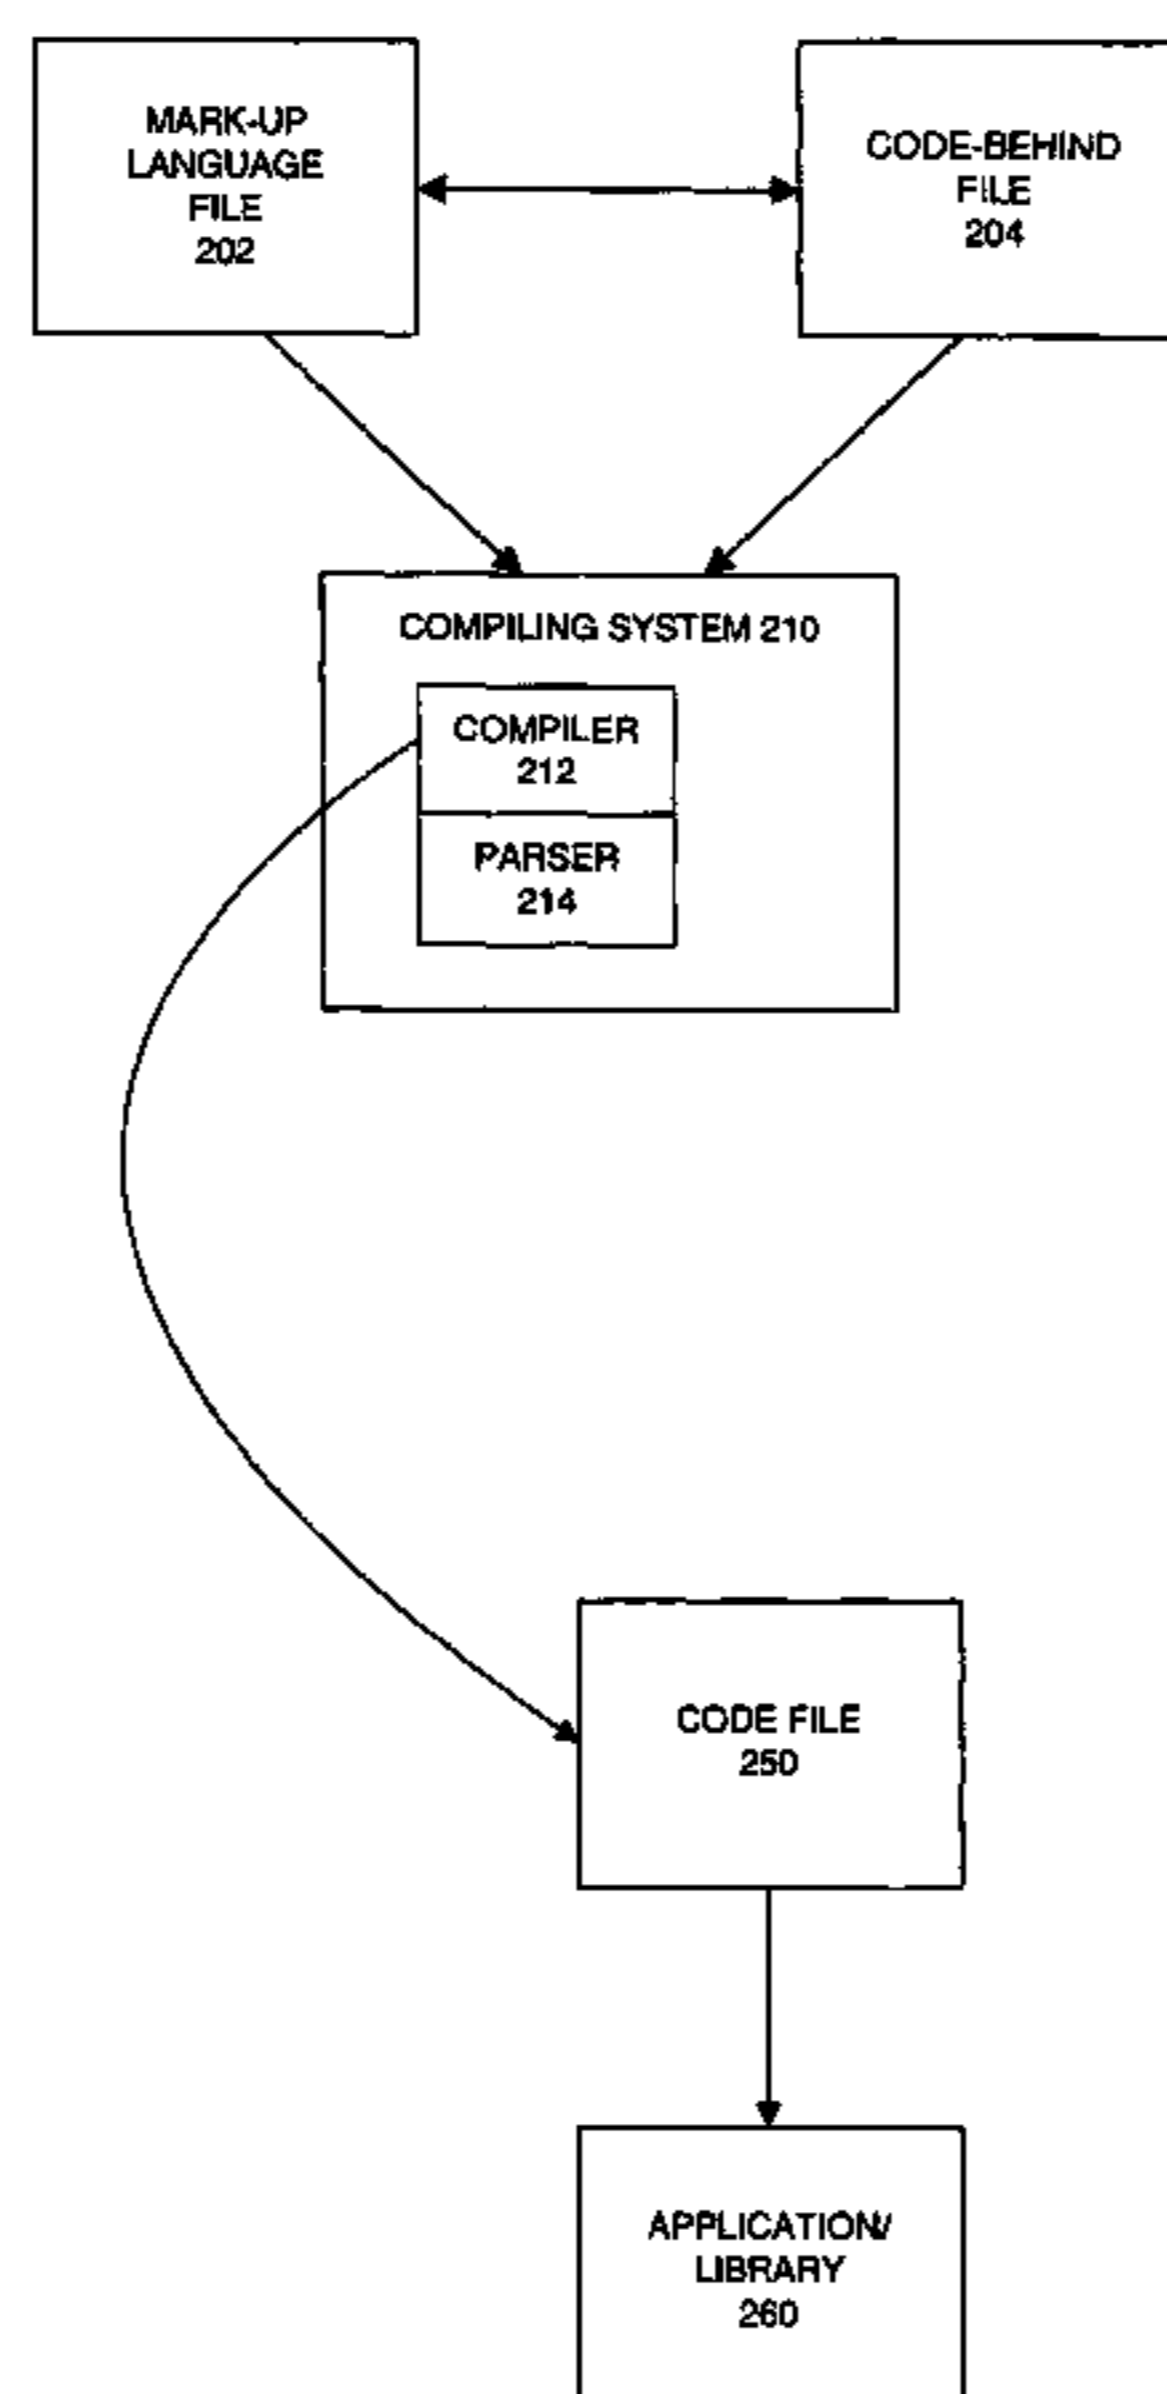 MARK-UP
LANGUAGE
FILE
202
CODE-BEHIND
FILE
204
COMPILING SYSTEM 210
COMPILER
212
PARSER
214
CODE FILE
250
APPLICATION/
LIBRARY
260